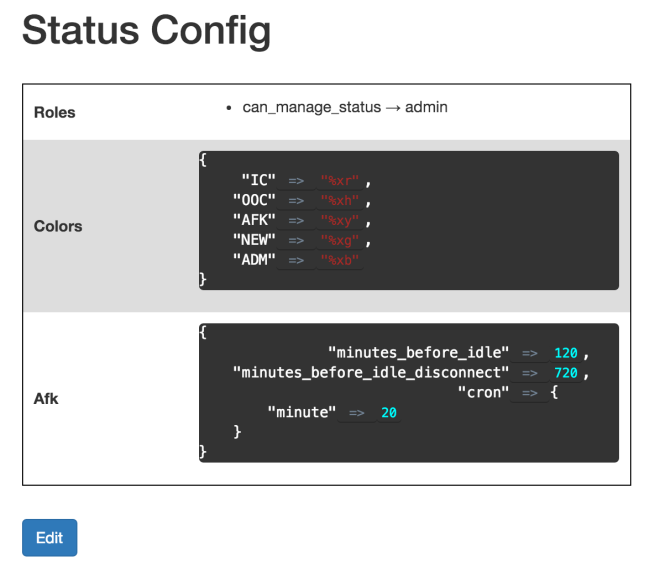 Status Config
Roles
• can_manage_status → admin
Colors
{
"IC" => "%xr",
"OOC" => "%xh",
"AFK" => "%xy",
"NEW" => "%xg",
"ADM" => "%xb"
}
Afk
{
"minutes_before_idle" => 120,
"minutes_before_idle_disconnect" => 720,
"cron" => {
"minute" => 20
}
}
Edit